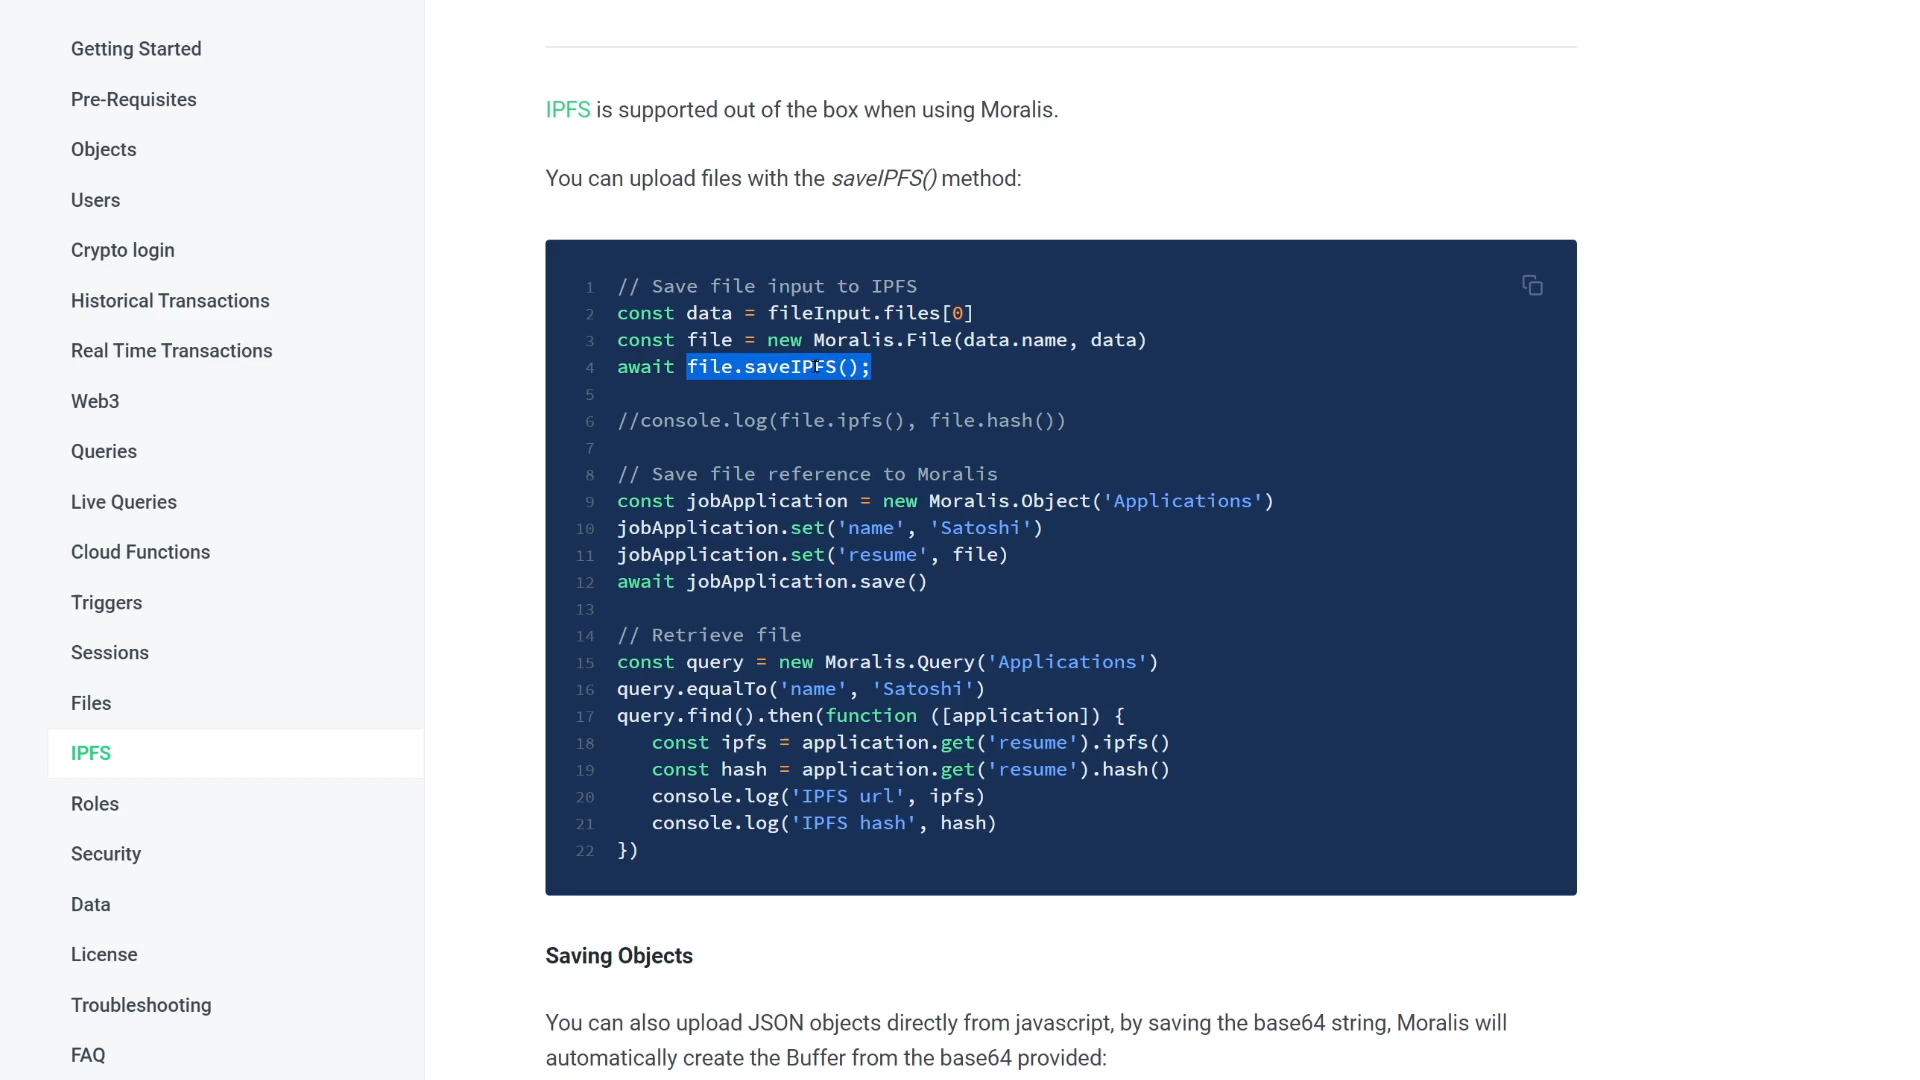 Getting Started
Pre-Requisites
Objects
Users
Crypto login
Historical Transactions
Real Time Transactions
Web3
Queries
Live Queries
Cloud Functions
Triggers
Sessions
Files
IPFS
Roles
Security
Data
License
Troubleshooting
FAQ
IPFS is supported out of the box when using Moralis.
You can upload files with the saveIPFS() method:
1 // Save file input to IPFS
2 const data = fileInput.files[0]
3 const file = new Moralis.File(data.name, data)
4 await file.saveIPFS();
5
6 //console.log(file.ipfs(), file.hash())
7
8 // Save file reference to Moralis
9 const jobApplication = new Moralis.Object('Applications')
10 jobApplication.set('name', 'Satoshi')
11 jobApplication.set('resume', file)
12 await jobApplication.save()
13
14 // Retrieve file
15 const query = new Moralis.Query('Applications')
16 query.equalTo('name', 'Satoshi')
17 query.find().then(function ([application]) {
18 const ipfs = application.get('resume').ipfs()
19 const hash = application.get('resume').hash()
20 console.log('IPFS url', ipfs)
21 console.log('IPFS hash', hash)
22 })
Saving Objects
You can also upload JSON objects directly from javascript, by saving the base64 string, Moralis will
automatically create the Buffer from the base64 provided: